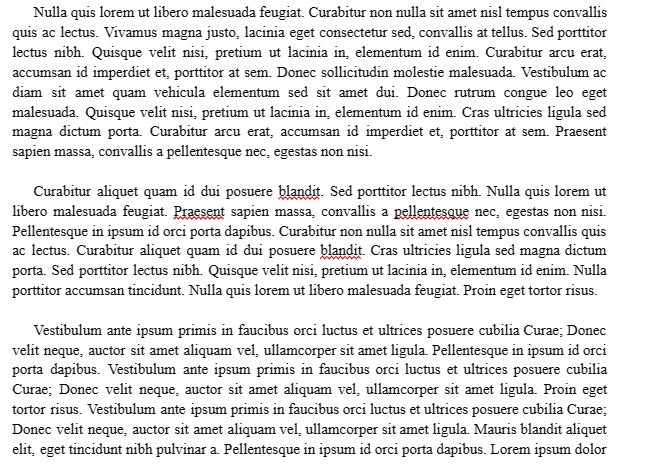 Nulla quis lorem ut libero malesuada feugiat. Curabitur non nulla sit amet nisl tempus convallis
quis ac lectus. Vivamus magna justo, lacinia eget consectetur sed, convallis at tellus. Sed porttitor
lectus nibh. Quisque velit nisi, pretium ut lacinia in, elementum id enim. Curabitur arcu erat,
accumsan id imperdiet et, porttitor at sem. Donec sollicitudin molestie malesuada. Vestibulum ac
diam sit amet quam vehicula elementum sed sit amet dui. Donec rutrum congue leo eget
malesuada. Quisque velit nisi, pretium ut lacinia in, elementum id enim. Cras ultricies ligula sed
magna dictum porta. Curabitur arcu erat, accumsan id imperdiet et, porttitor at sem. Praesent
sapien massa, convallis a pellentesque nec, egestas non nisi.

Curabitur aliquet quam id dui posuere blandit. Sed porttitor lectus nibh. Nulla quis lorem ut
libero malesuada feugiat. Praesent sapien massa, convallis a pellentesque nec, egestas non nisi.
Pellentesque in ipsum id orci porta dapibus. Curabitur non nulla sit amet nisl tempus convallis quis
ac lectus. Curabitur aliquet quam id dui posuere blandit. Cras ultricies ligula sed magna dictum
porta. Sed porttitor lectus nibh. Quisque velit nisi, pretium ut lacinia in, elementum id enim. Nulla
porttitor accumsan tincidunt. Nulla quis lorem ut libero malesuada feugiat. Proin eget tortor risus.

Vestibulum ante ipsum primis in faucibus orci luctus et ultrices posuere cubilia Curae; Donec
velit neque, auctor sit amet aliquam vel, ullamcorper sit amet ligula. Pellentesque in ipsum id orci
porta dapibus. Vestibulum ante ipsum primis in faucibus orci luctus et ultrices posuere cubilia
Curae; Donec velit neque, auctor sit amet aliquam vel, ullamcorper sit amet ligula. Proin eget
tortor risus. Vestibulum ante ipsum primis in faucibus orci luctus et ultrices posuere cubilia Curae;
Donec velit neque, auctor sit amet aliquam vel, ullamcorper sit amet ligula. Mauris blandit aliquet
elit, eget tincidunt nibh pulvinar a. Pellentesque in ipsum id orci porta dapibus. Lorem ipsum dolor